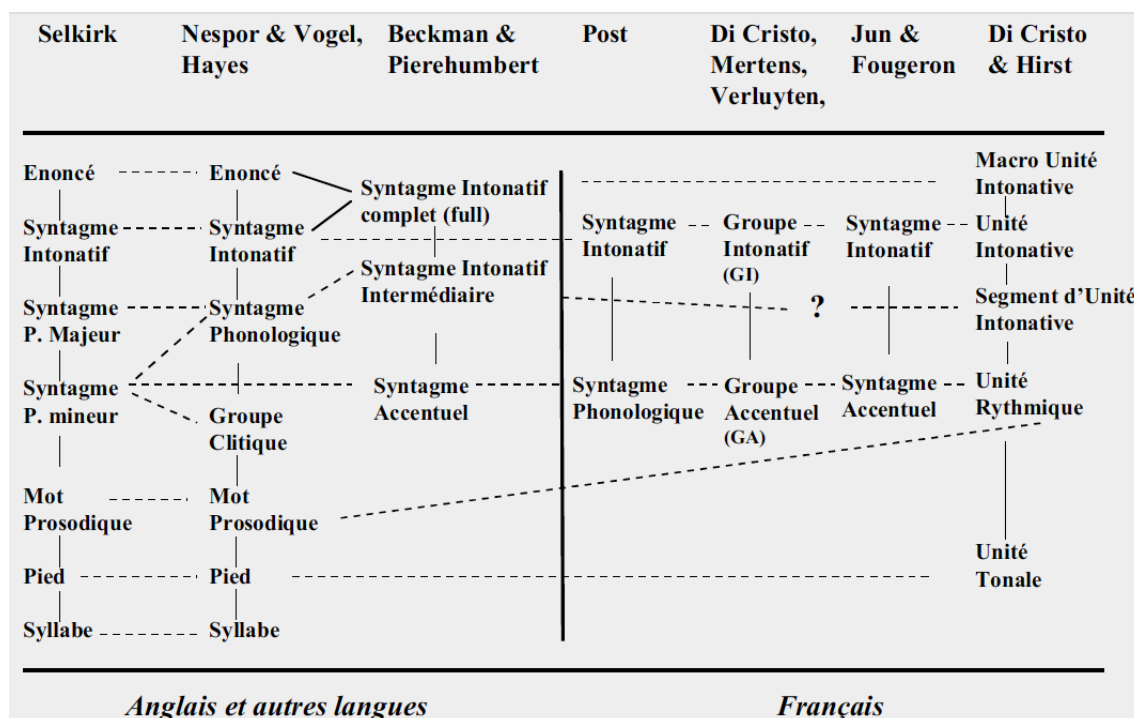 Selkirk
Nespor & Vogel,
Hayes
Beckman &
Pierehumbert
Post
Di Cristo,
Mertens,
Verluyten,
Jun &
Fougeron
Di Cristo
& Hirst
Enoncé
Syntagme
Intonatif
Syntagme
P. Majeur
Syntagme
P. mineur
Mot
Prosodique
Pied
Syllabe
Enoncé
Syntagme
Intonatif
Syntagme
Phonologique
Groupe
Clitique
Mot
Prosodique
Pied
Syllabe
Syntagme Intonatif
complet (full)
Syntagme Intonatif
Intermédiaire
Syntagme
Accentuel
Syntagme
Intonatif
Syntagme
Phonologique
Groupe
Intonatif
(GI)
?
Groupe
Accentuel
(GA)
Syntagme
Intonatif
Syntagme
Accentuel
Macro Unité
Intonative
Unité
Intonative
Segment d'Unité
Intonative
Unité
Rythmique
Unité
Tonale
Anglais et autres langues
Français